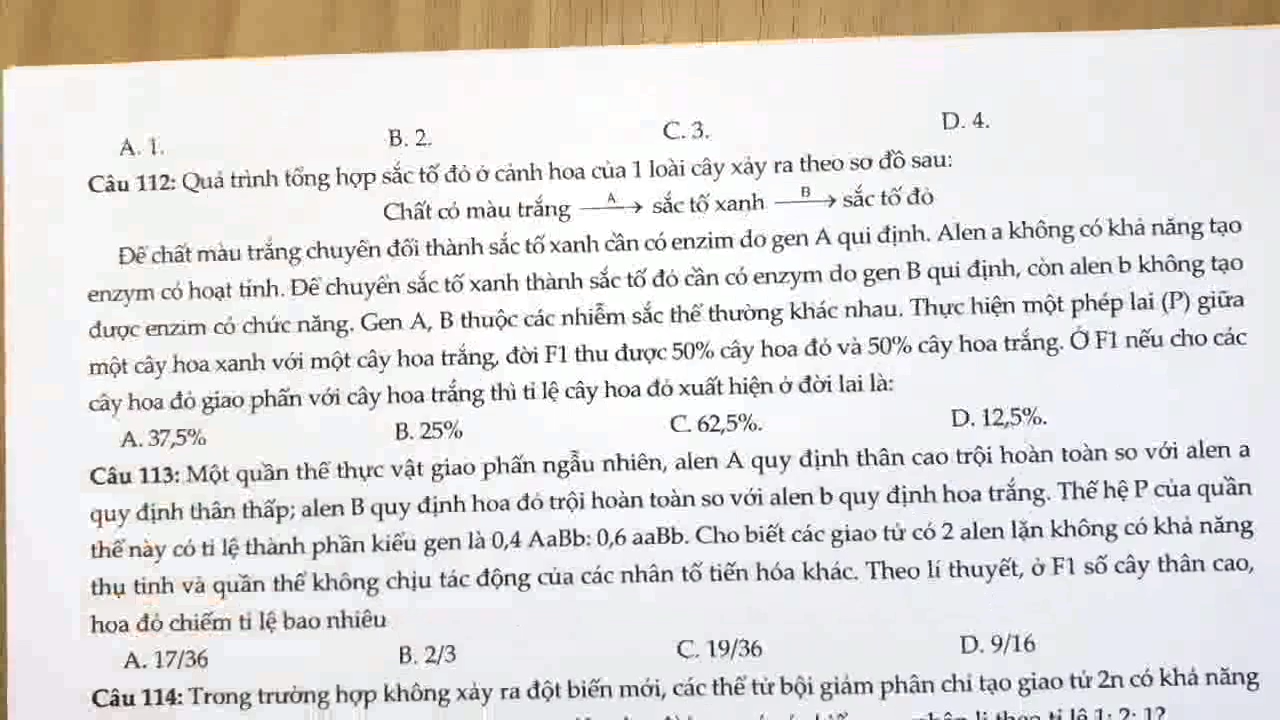 A. 1. B. 2. C. 3. D. 4.
Câu 112: Quá trình tổng hợp sắc tố đỏ ở cánh hoa của 1 loài cây xảy ra theo sơ đồ sau:
Chất có màu trắng —A→ sắc tố xanh —B→ sắc tố đỏ
Để chất màu trắng chuyển đổi thành sắc tố xanh cần có enzim do gen A qui định. Alen a không có khả năng tạo
enzym có hoạt tính. Để chuyển sắc tố xanh thành sắc tố đỏ cần có enzym do gen B qui định, còn alen b không tạo
được enzim có chức năng. Gen A, B thuộc các nhiễm sắc thể thường khác nhau. Thực hiện một phép lai (P) giữa
một cây hoa xanh với một cây hoa trắng, đời F1 thu được 50% cây hoa đỏ và 50% cây hoa trắng. Ở F1 nếu cho các
cây hoa đỏ giao phấn với cây hoa trắng thì tỉ lệ cây hoa đỏ xuất hiện ở đời lai là:
A. 37,5% B. 25% C. 62,5%. D. 12,5%.
Câu 113: Một quần thể thực vật giao phấn ngẫu nhiên, alen A quy định thân cao trội hoàn toàn so với alen a
quy định thân thấp; alen B quy định hoa đỏ trội hoàn toàn so với alen b quy định hoa trắng. Thế hệ P của quần
thể này có tỉ lệ thành phần kiểu gen là 0,4 AaBb: 0,6 aaBb. Cho biết các giao tử có 2 alen lặn không có khả năng
thụ tinh và quần thể không chịu tác động của các nhân tố tiến hóa khác. Theo lí thuyết, ở F1 số cây thân cao,
hoa đỏ chiếm tỉ lệ bao nhiêu
A. 17/36 B. 2/3 C. 19/36 D. 9/16
Câu 114: Trong trường hợp không xảy ra đột biến mới, các thể tứ bội giảm phân chỉ tạo giao tử 2n có khả năng
li theo tỉ lệ 1: 2: 1?